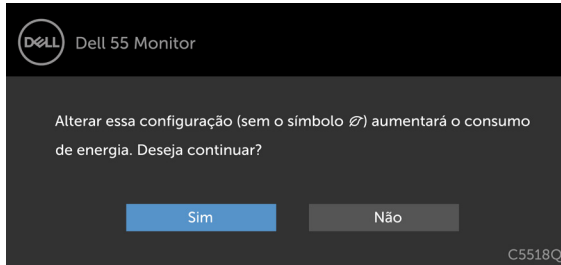 DELL Dell 55 Monitor
Alterar essa configuração (sem o símbolo) aumentará o consumo
de energia. Deseja continuar?
Sim Não
C5518Q